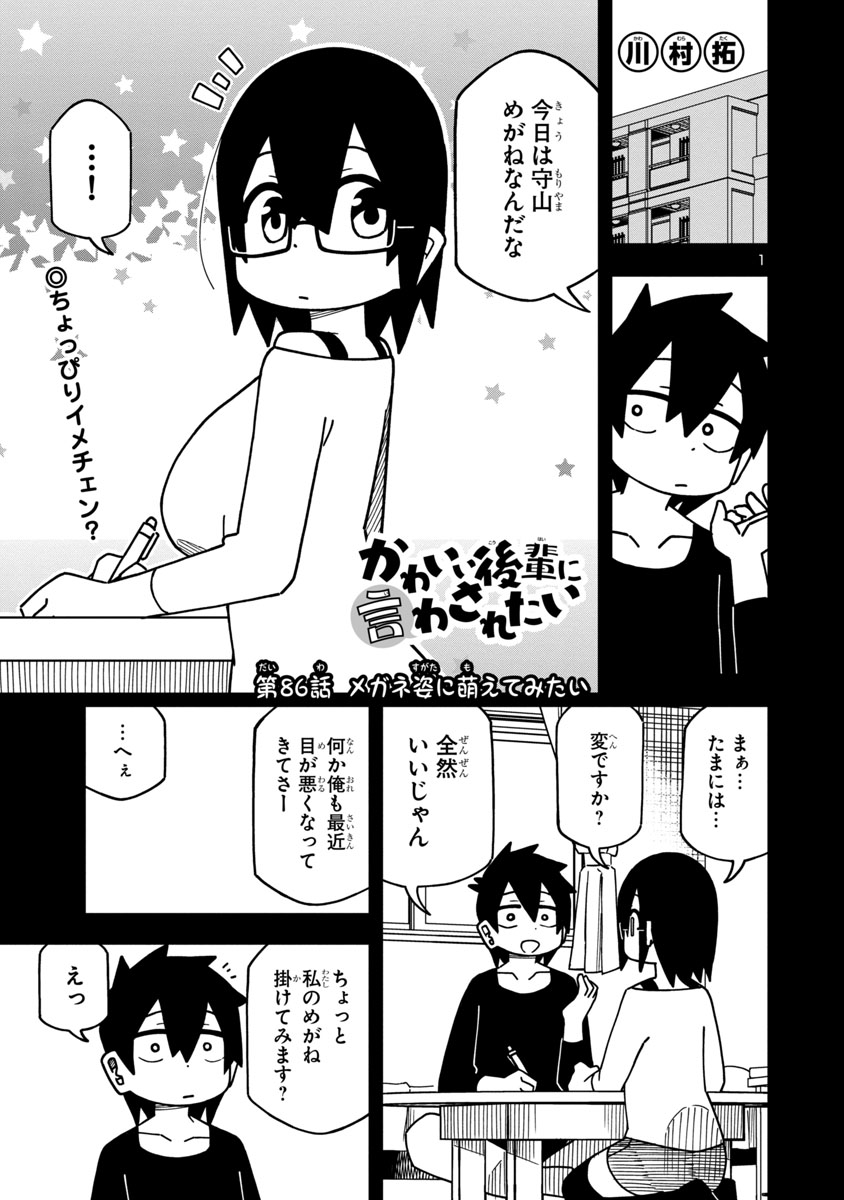 川村拓
1
今日は守山
めがねなんだな
…！
◎ちょっぴりイメチェン？
かわいい後輩に
言わされたい
第86話 メガネ姿に萌えてみたい
まぁ…
たまには…
変ですか？
全然
いいじゃん
何か俺も最近
目が悪くなって
きてさー
…へぇ
ちょっと
私のめがね
掛けてみます？
えっ